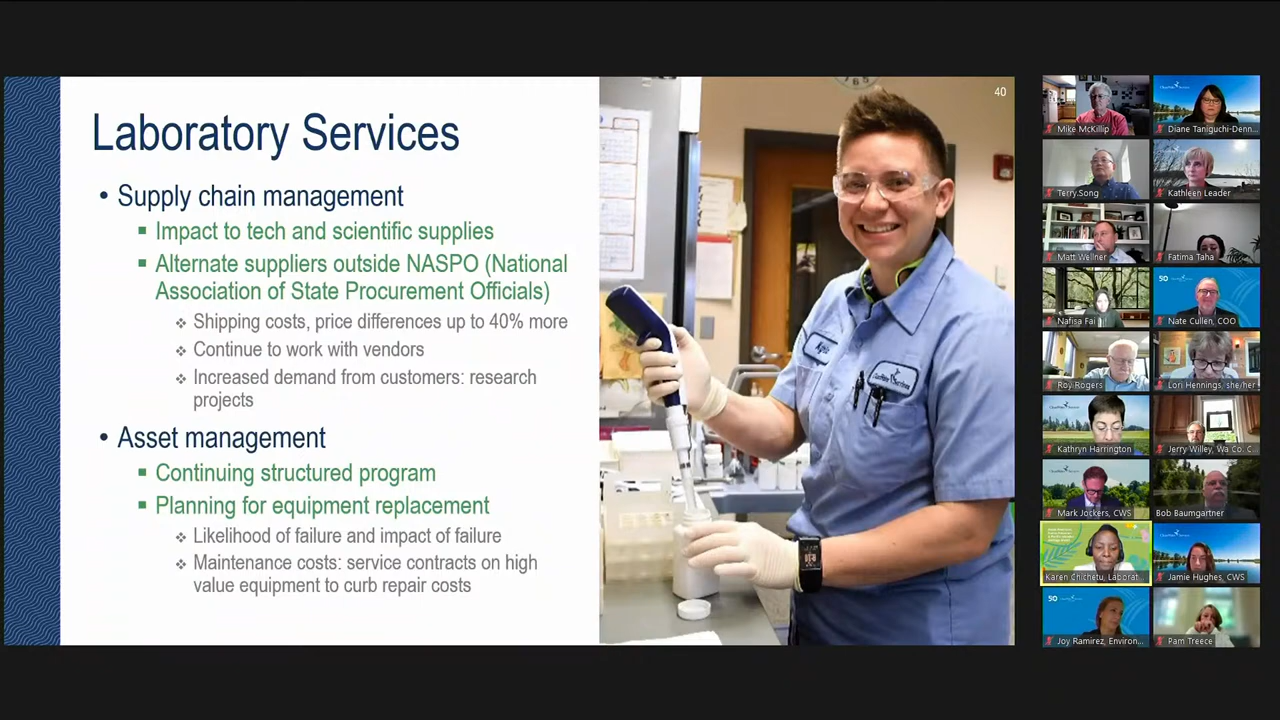 40
Laboratory Services
• Supply chain management
▪ Impact to tech and scientific supplies
▪ Alternate suppliers outside NASPO (National
Association of State Procurement Officials)
❖ Shipping costs, price differences up to 40% more
❖ Continue to work with vendors
❖ Increased demand from customers: research
projects
• Asset management
▪ Continuing structured program
▪ Planning for equipment replacement
❖ Likelihood of failure and impact of failure
❖ Maintenance costs: service contracts on high
value equipment to curb repair costs
Mike McKillip
Diane Taniguchi-Denn...
Terry.Song
Kathleen Leader
Matt Wellner
Fatima Taha
Nafisa Fai
Nate Cullen, COO
Roy Rogers
Lori Hennings, she/her
Kathryn Harrington
Jerry Willey, Wa Co. C...
Mark Jockers, CWS
Bob Baumgartner
Karen Chichetu, Laborat...
Jamie Hughes, CWS
Joy Ramirez, Environ...
Pam Treece